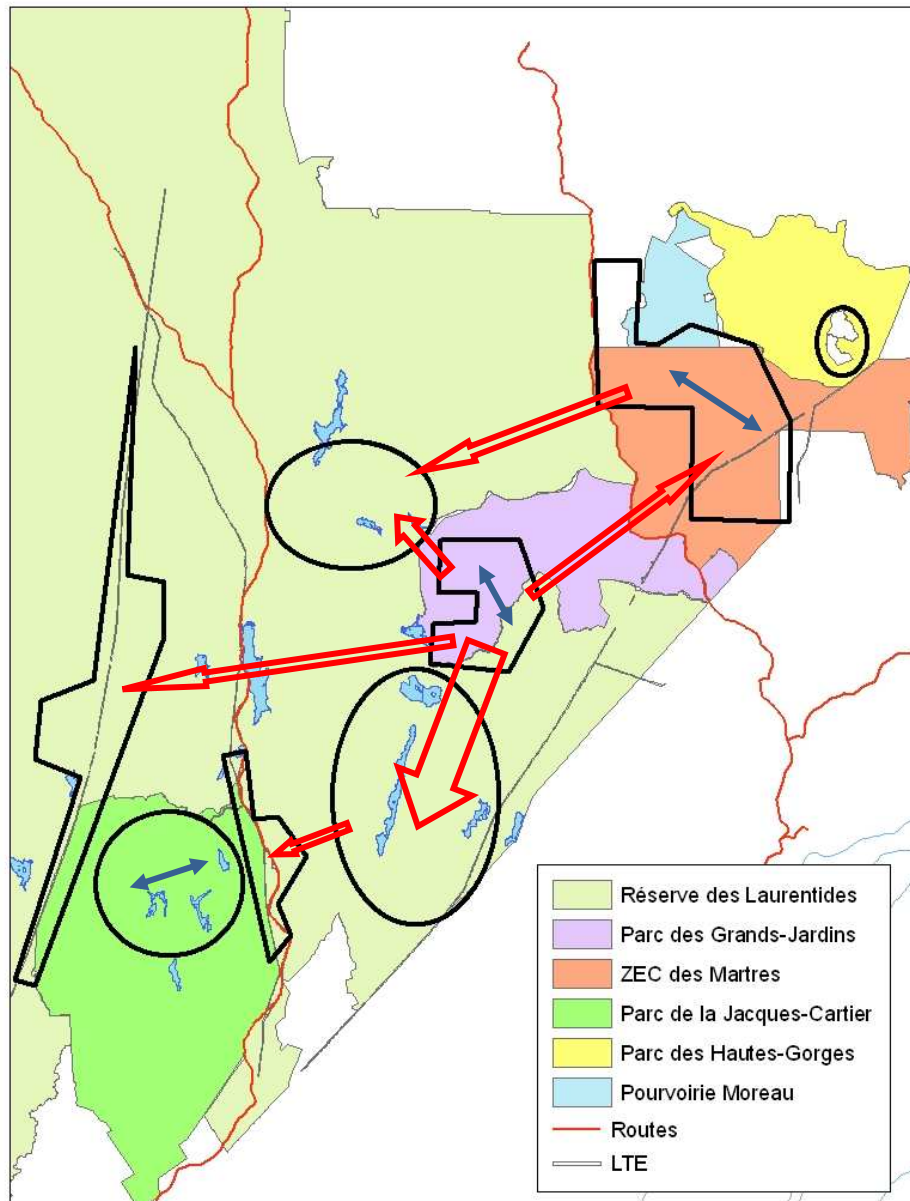 Réserve des Laurentides
Parc des Grands-Jardins
ZEC des Martres
Parc de la Jacques-Cartier
Parc des Hautes-Gorges
Pourvoirie Moreau
Routes
LTE